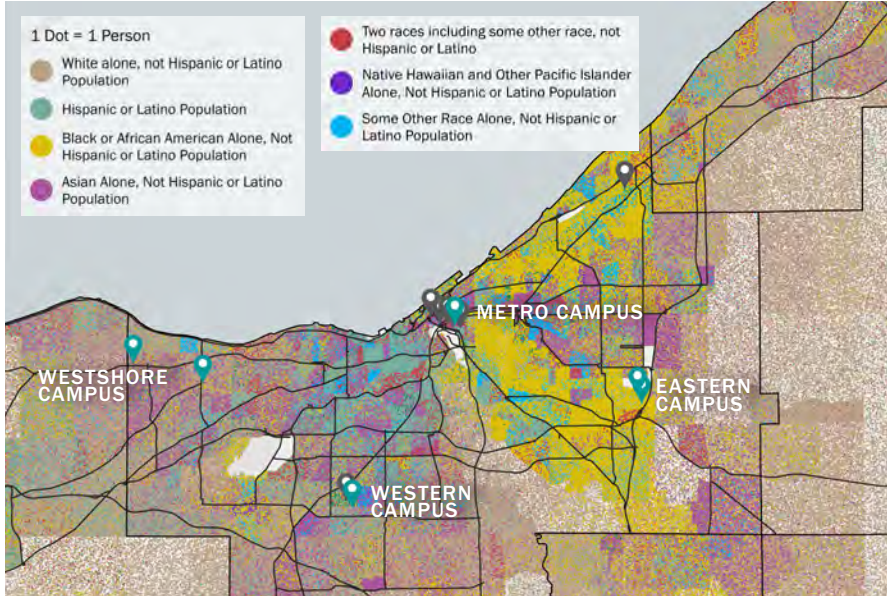 1 Dot = 1 Person
White alone, not Hispanic or Latino
Population
Hispanic or Latino Population
Black or African American Alone, Not
Hispanic or Latino Population
Asian Alone, Not Hispanic or Latino
Population
Two races including some other race, not
Hispanic or Latino
Native Hawaiian and Other Pacific Islander
Alone, Not Hispanic or Latino Population
Some Other Race Alone, Not Hispanic or
Latino Population
METRO CAMPUS
WESTSHORE
CAMPUS
EASTERN
CAMPUS
WESTERN
CAMPUS